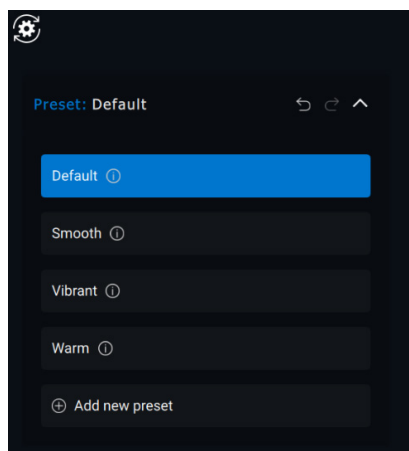 Preset: Default
Default
Smooth
Vibrant
Warm
Add new preset